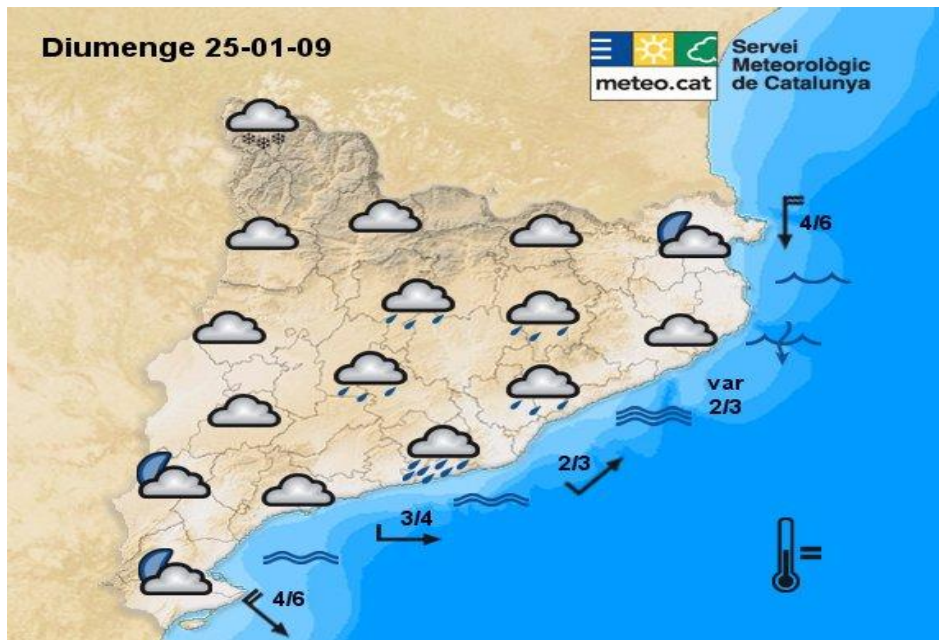 Diumenge 25-01-09
meteo.cat
Servei
Meteorològic
de Catalunya
4/6
var
2/3
2/3
3/4
=
4/6